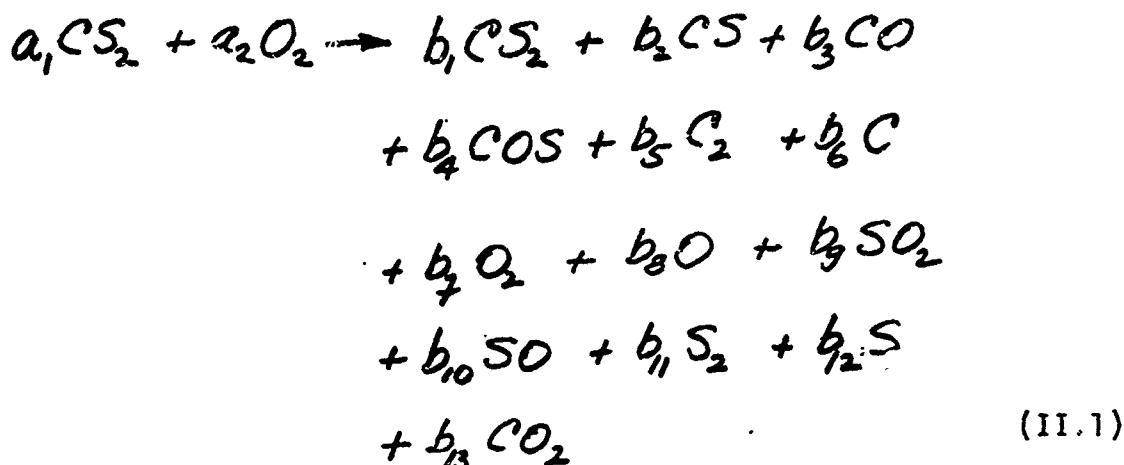 a₁CS₂ + a₂O₂ → b₁CS₂ + b₂CS + b₃CO
+ b₄COS + b₅C₂ + b₆C
+ b₇O₂ + b₈O + b₉SO₂
+ b₁₀SO + b₁₁S₂ + b₁₂S
+ b₁₃CO₂ (II.1)